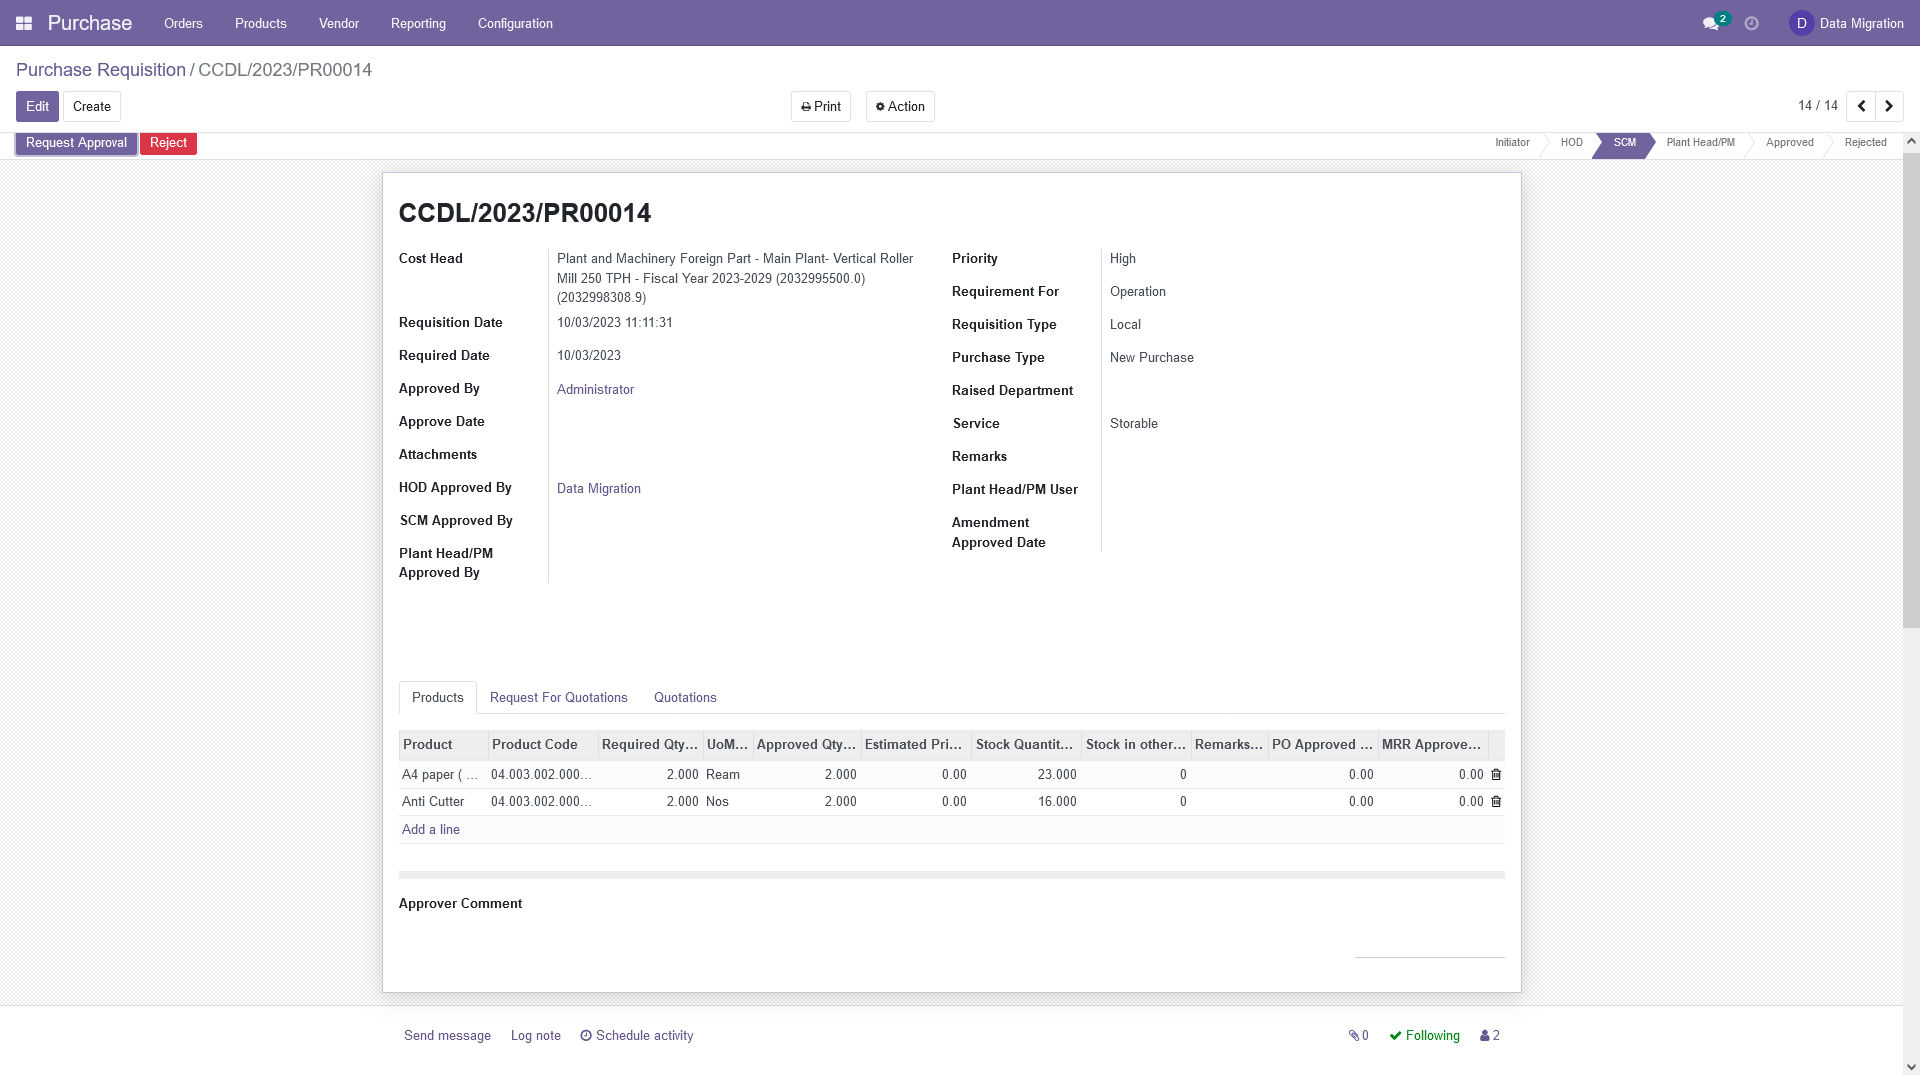 Purchase Orders Products Vendor Reporting Configuration 2 D Data Migration
Purchase Requisition / CCDL/2023/PR00014
Edit Create Print Action 14 / 14
Request Approval Reject Initiator HOD SCM Plant Head/PM Approved Rejected
CCDL/2023/PR00014
Cost Head Plant and Machinery Foreign Part - Main Plant- Vertical Roller
Mill 250 TPH - Fiscal Year 2023-2029 (2032995500.0)
(2032998308.9)
Requisition Date 10/03/2023 11:11:31
Required Date 10/03/2023
Approved By Administrator
Approve Date
Attachments
HOD Approved By Data Migration
SCM Approved By
Plant Head/PM
Approved By
Priority High
Requirement For Operation
Requisition Type Local
Purchase Type New Purchase
Raised Department
Service Storable
Remarks
Plant Head/PM User
Amendment
Approved Date
Products Request For Quotations Quotations
Product Product Code Required Qty... UoM... Approved Qty... Estimated Pri... Stock Quantit... Stock in other... Remarks... PO Approved ... MRR Approve...
A4 paper ( ... 04.003.002.000... 2.000 Ream 2.000 0.00 23.000 0 0.00 0.00
Anti Cutter 04.003.002.000... 2.000 Nos 2.000 0.00 16.000 0 0.00 0.00
Add a line
Approver Comment
Send message Log note Schedule activity 0 Following 2